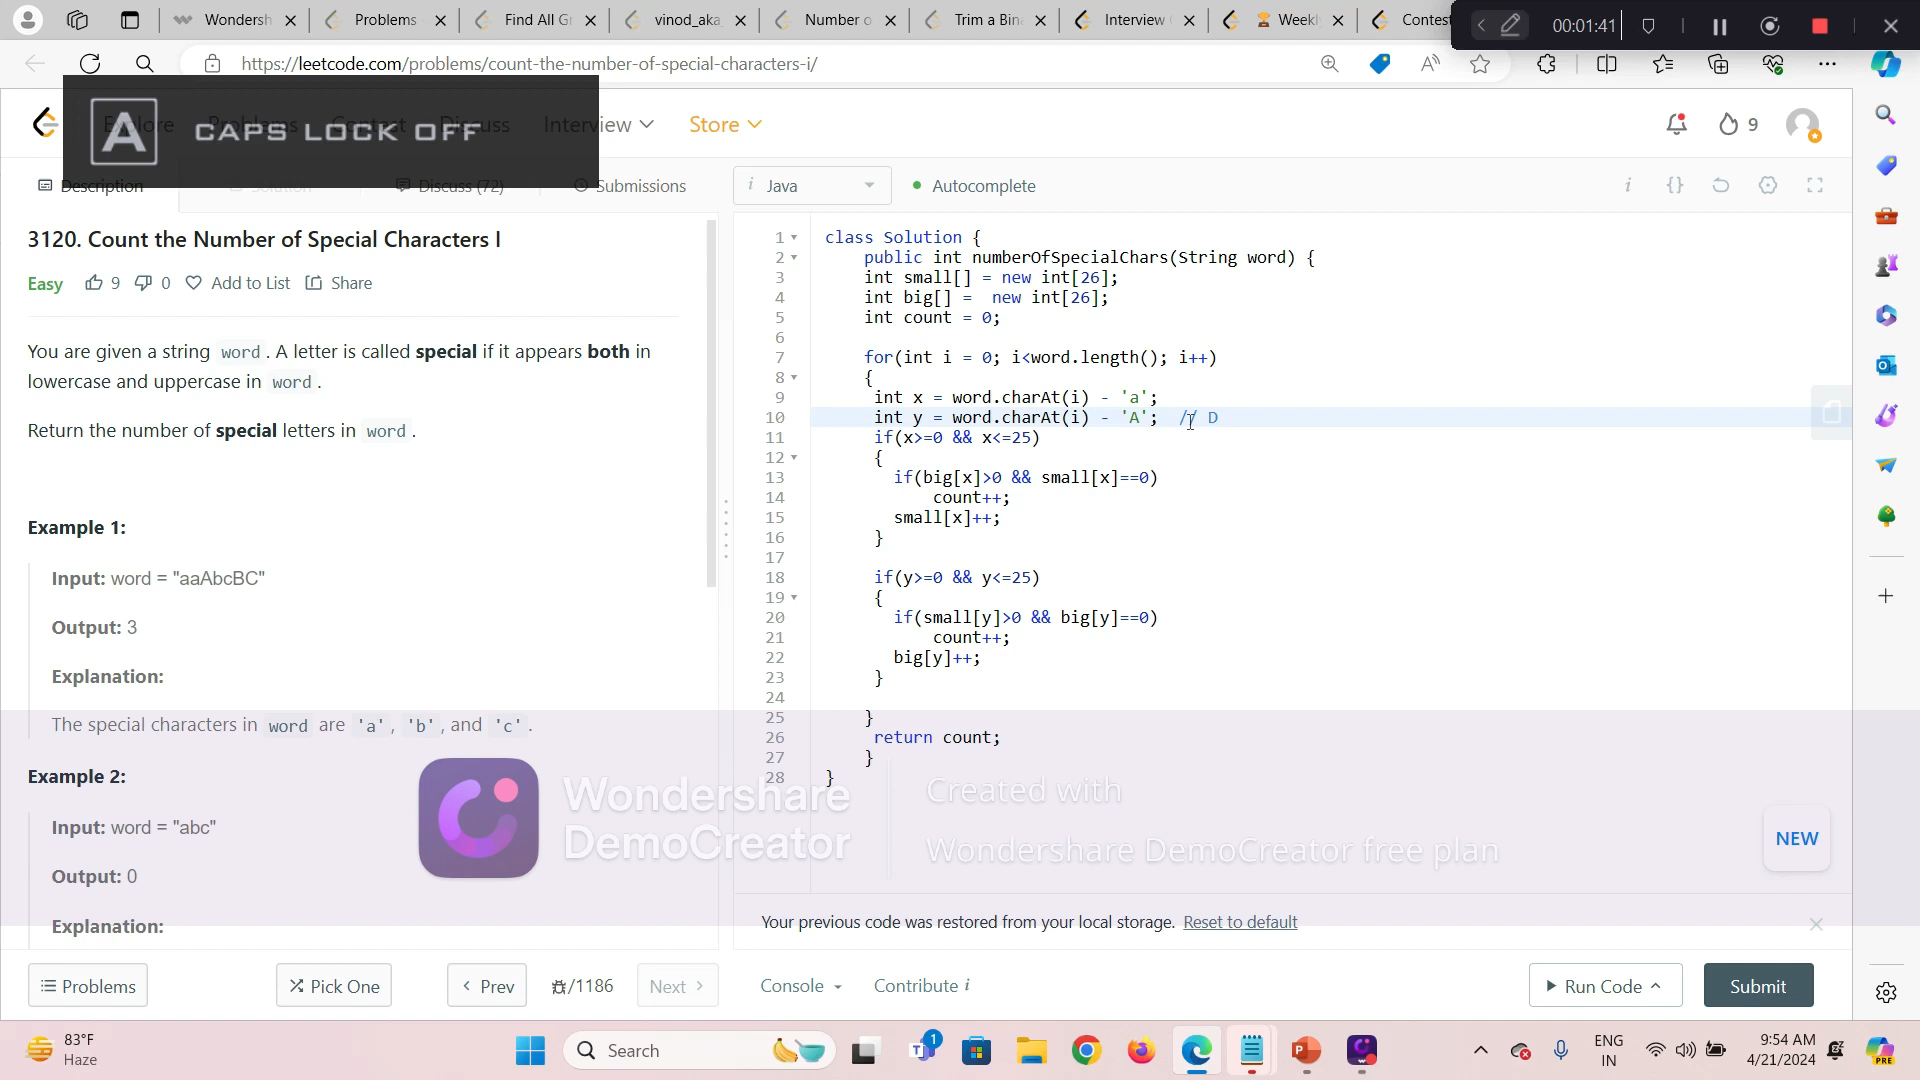 Wondersh
Problems
Find All Gr
vinod_aka
Number o
Trim a Bin
Interview
Weekl
Contest
00:01:41
https://leetcode.com/problems/count-the-number-of-special-characters-i/
A CAPS LOCK OFF
Explore Problems Contest Discuss Interview Store
9
Description
Solution
Discuss (72)
Submissions
i Java
Autocomplete
3120. Count the Number of Special Characters I
Easy 9 0 Add to List Share
You are given a string word. A letter is called special if it appears both in
lowercase and uppercase in word.
Return the number of special letters in word.
Example 1:
Input: word = "aaAbcBC"
Output: 3
Explanation:
The special characters in word are 'a', 'b', and 'c'.
Example 2:
Input: word = "abc"
Output: 0
Explanation:
1 class Solution {
2 public int numberOfSpecialChars(String word) {
3 int small[] = new int[26];
4 int big[] =  new int[26];
5 int count = 0;
6
7 for(int i = 0; i<word.length(); i++)
8 {
9 int x = word.charAt(i) - 'a';
10 int y = word.charAt(i) - 'A';  // D
11 if(x>=0 && x<=25)
12 {
13 if(big[x]>0 && small[x]==0)
14 count++;
15 small[x]++;
16 }
17
18 if(y>=0 && y<=25)
19 {
20 if(small[y]>0 && big[y]==0)
21 count++;
22 big[y]++;
23 }
24
25 }
26 return count;
27 }
28 }
Wondershare
DemoCreator
Created with
Wondershare DemoCreator free plan
NEW
Your previous code was restored from your local storage. Reset to default
Problems
Pick One
Prev
/1186
Next
Console
Contribute i
Run Code
Submit
83°F
Haze
Search
1
ENG
IN
9:54 AM
4/21/2024
PRE